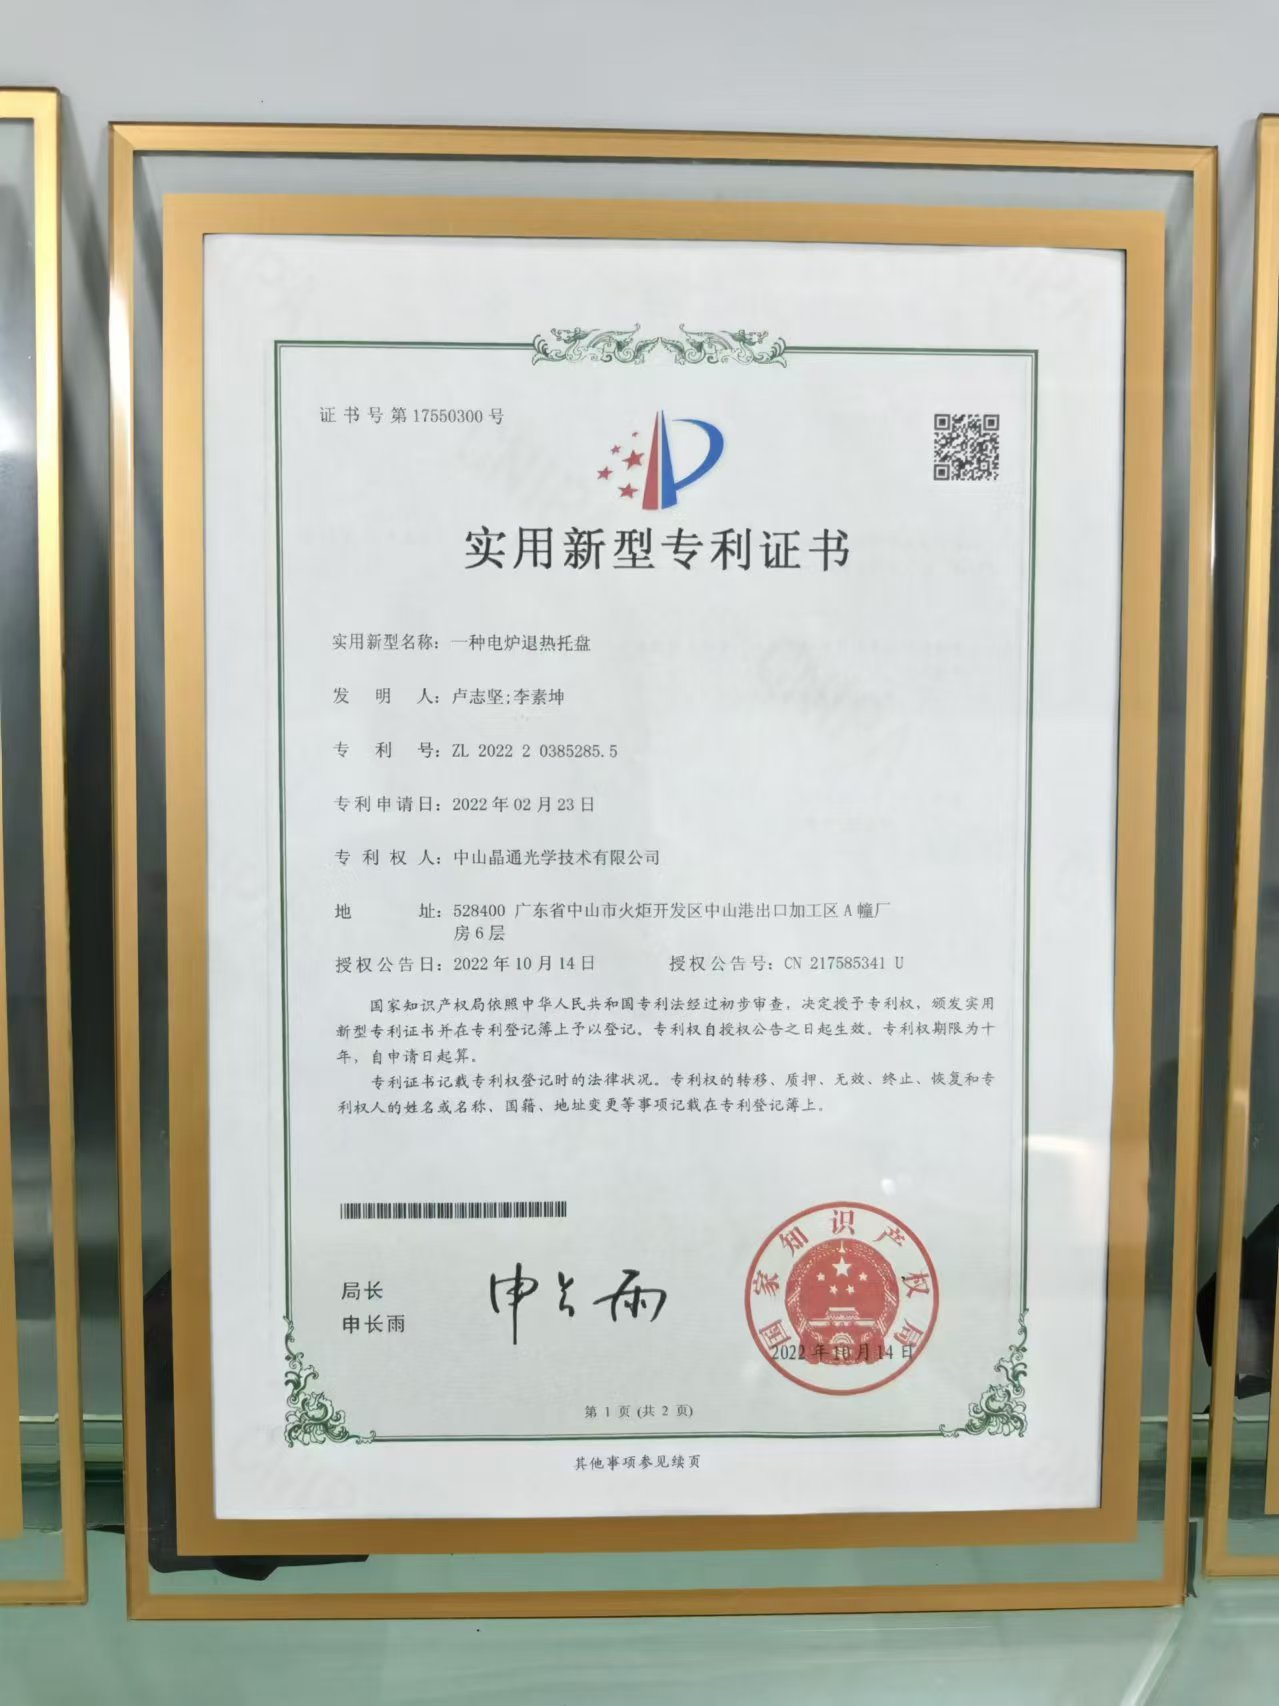 证书号第17550300号
实用新型专利证书
实用新型名称：一种电炉退热托盘
发明人：卢志坚;李素坤
专利号：ZL 2022 2 0385285.5
专利申请日：2022年02月23日
专利权人：中山晶通光学技术有限公司
地址：528400 广东省中山市火炬开发区中山港出口加工区A幢厂
房6层
授权公告日：2022年10月14日 授权公告号：CN 217585341 U
国家知识产权局依照中华人民共和国专利法经过初步审查，决定授予专利权，颁发实用
新型专利证书并在专利登记簿上予以登记。专利权自授权公告之日起生效。专利权期限为十
年，自申请日起算。
专利证书记载专利权登记时的法律状况。专利权的转移、质押、无效、终止、恢复和专
利权人的姓名或名称、国籍、地址变更等事项记载在专利登记簿上。
局长
申长雨
申长雨
国家知识产权局
2022年10月14日
第 1 页 (共 2 页)
其他事项参见续页